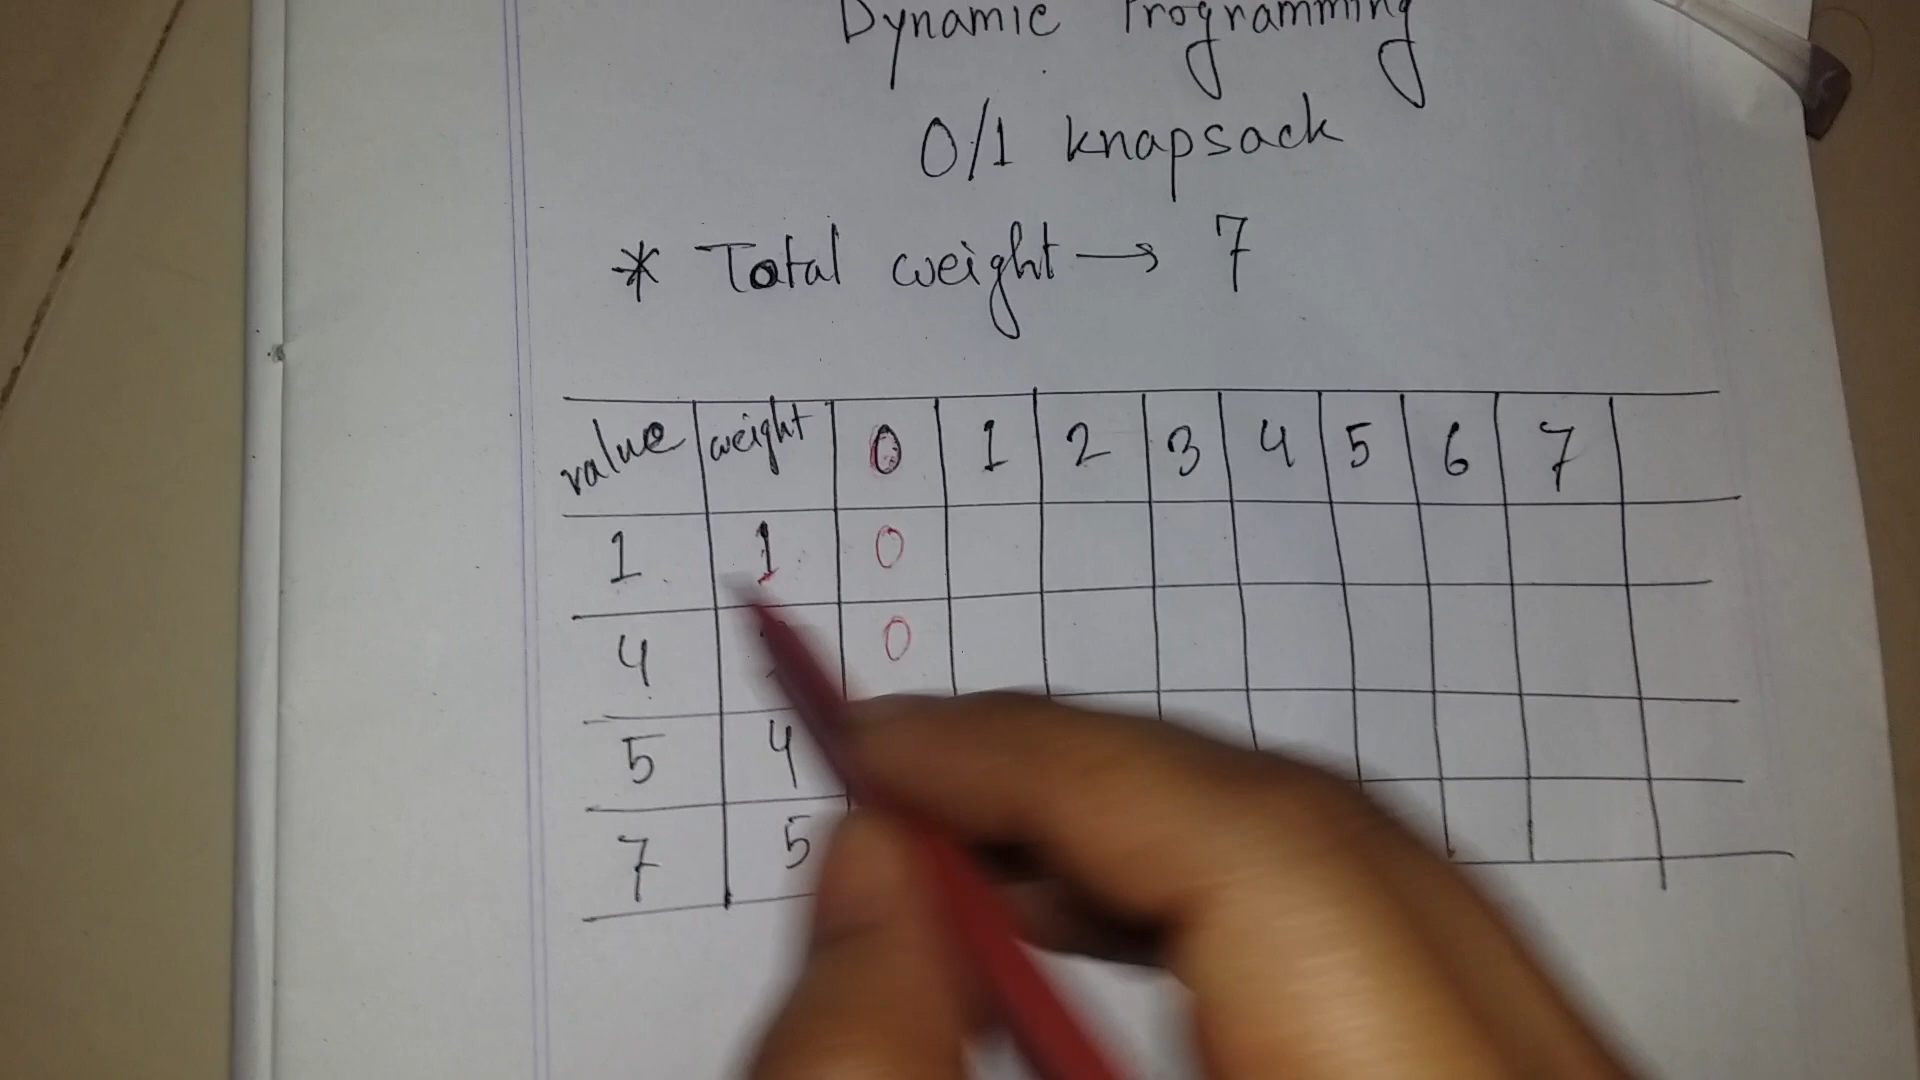 Dynamic Programming
0/1 knapsack
* Total weight → 7
value weight 0 1 2 3 4 5 6 7
1 1 0
4 0
5 4
7 5